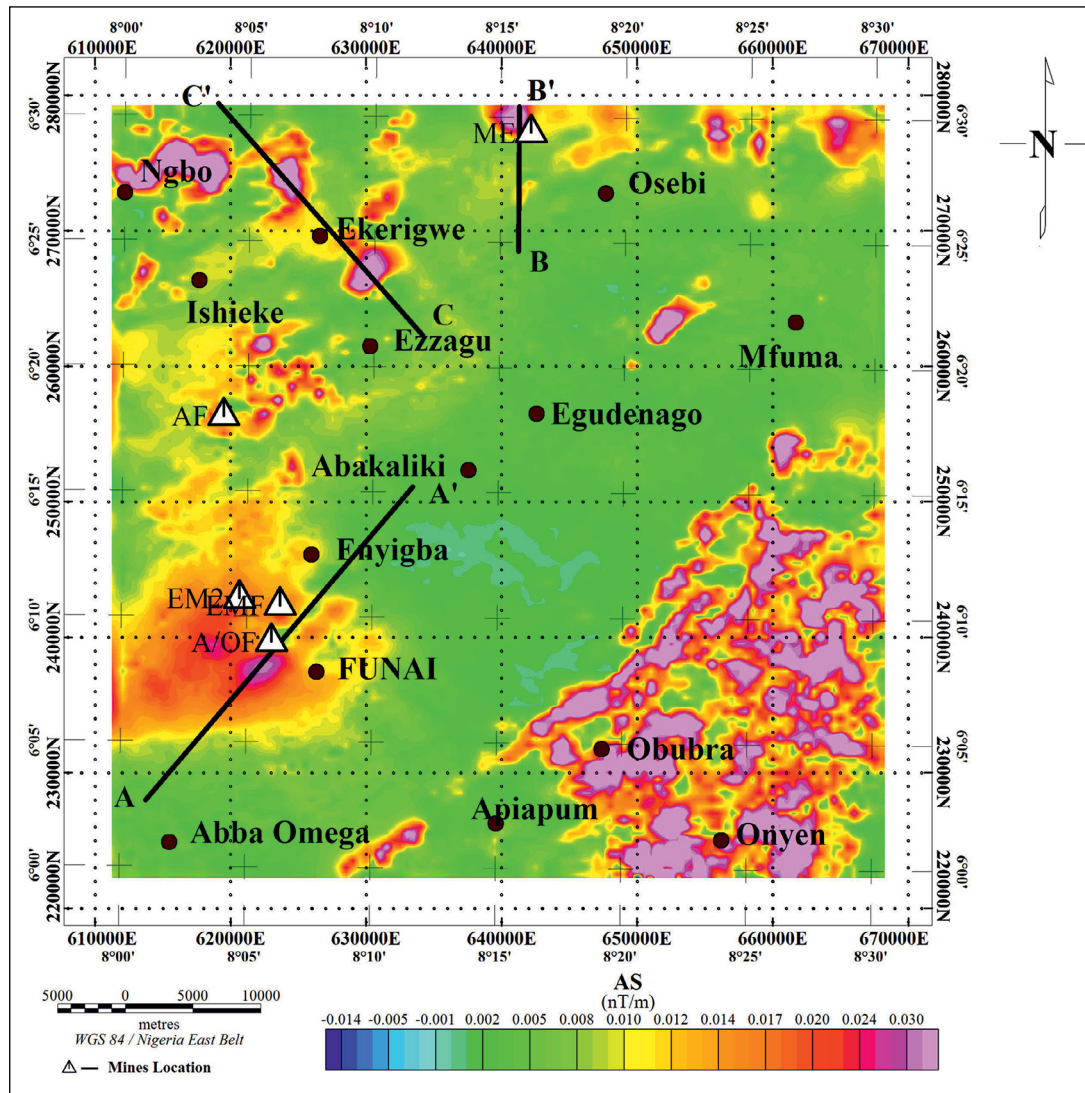 8°00' 8°05' 8°10' 8°15' 8°20' 8°25' 8°30'
610000E 620000E 630000E 640000E 650000E 660000E 670000E
280000N 6°30' 270000N 6°25' 260000N 6°20' 250000N 6°15' 240000N 6°10' 230000N 6°05' 220000N 6°00'
280000N 6°30' 270000N 6°25' 260000N 6°20' 250000N 6°15' 240000N 6°10' 230000N 6°05' 220000N 6°00'
N
C'
B'
ME
Ngbo
Osebi
Ekerigwe
B
Ishieke
C
Ezzagu
Mfuma
AF
Egudenago
Abakaliki
A'
Enyigba
EM2
EMF
A/OF
FUNAI
Obubra
A
Apiapum
Abba Omega
Onyen
610000E 620000E 630000E 640000E 650000E 660000E 670000E
8°00' 8°05' 8°10' 8°15' 8°20' 8°25' 8°30'
AS
(nT/m)
5000 0 5000 10000
metres
WGS 84 / Nigeria East Belt
— Mines Location
-0.014 -0.005 -0.001 0.002 0.005 0.008 0.010 0.012 0.014 0.017 0.020 0.024 0.030